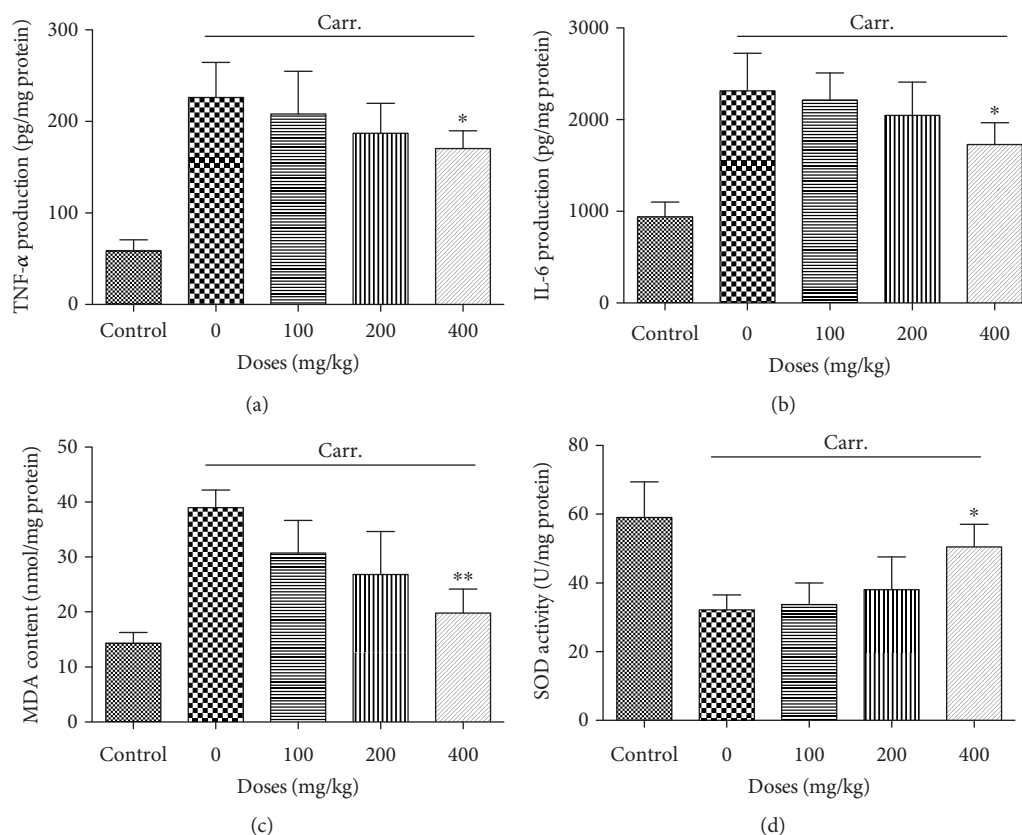 Carr.
TNF-α production (pg/mg protein)
300
200
100
0
*
Control 0 100 200 400
Doses (mg/kg)
(a)
Carr.
IL-6 production (pg/mg protein)
3000
2000
1000
0
*
Control 0 100 200 400
Doses (mg/kg)
(b)
Carr.
MDA content (nmol/mg protein)
50
40
30
20
10
0
**
Control 0 100 200 400
Doses (mg/kg)
(c)
Carr.
SOD activity (U/mg protein)
80
60
40
20
0
*
Control 0 100 200 400
Doses (mg/kg)
(d)